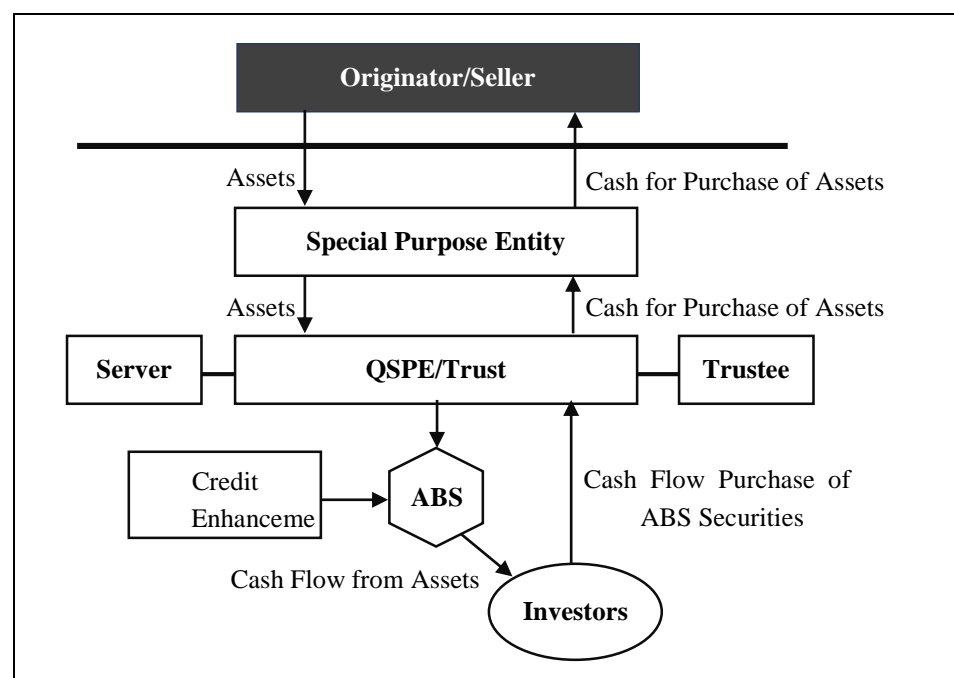 Originator/Seller
Assets
Cash for Purchase of Assets
Special Purpose Entity
Assets
Cash for Purchase of Assets
Server
QSPE/Trust
Trustee
Credit
Enhanceme
ABS
Cash Flow Purchase of
ABS Securities
Cash Flow from Assets
Investors